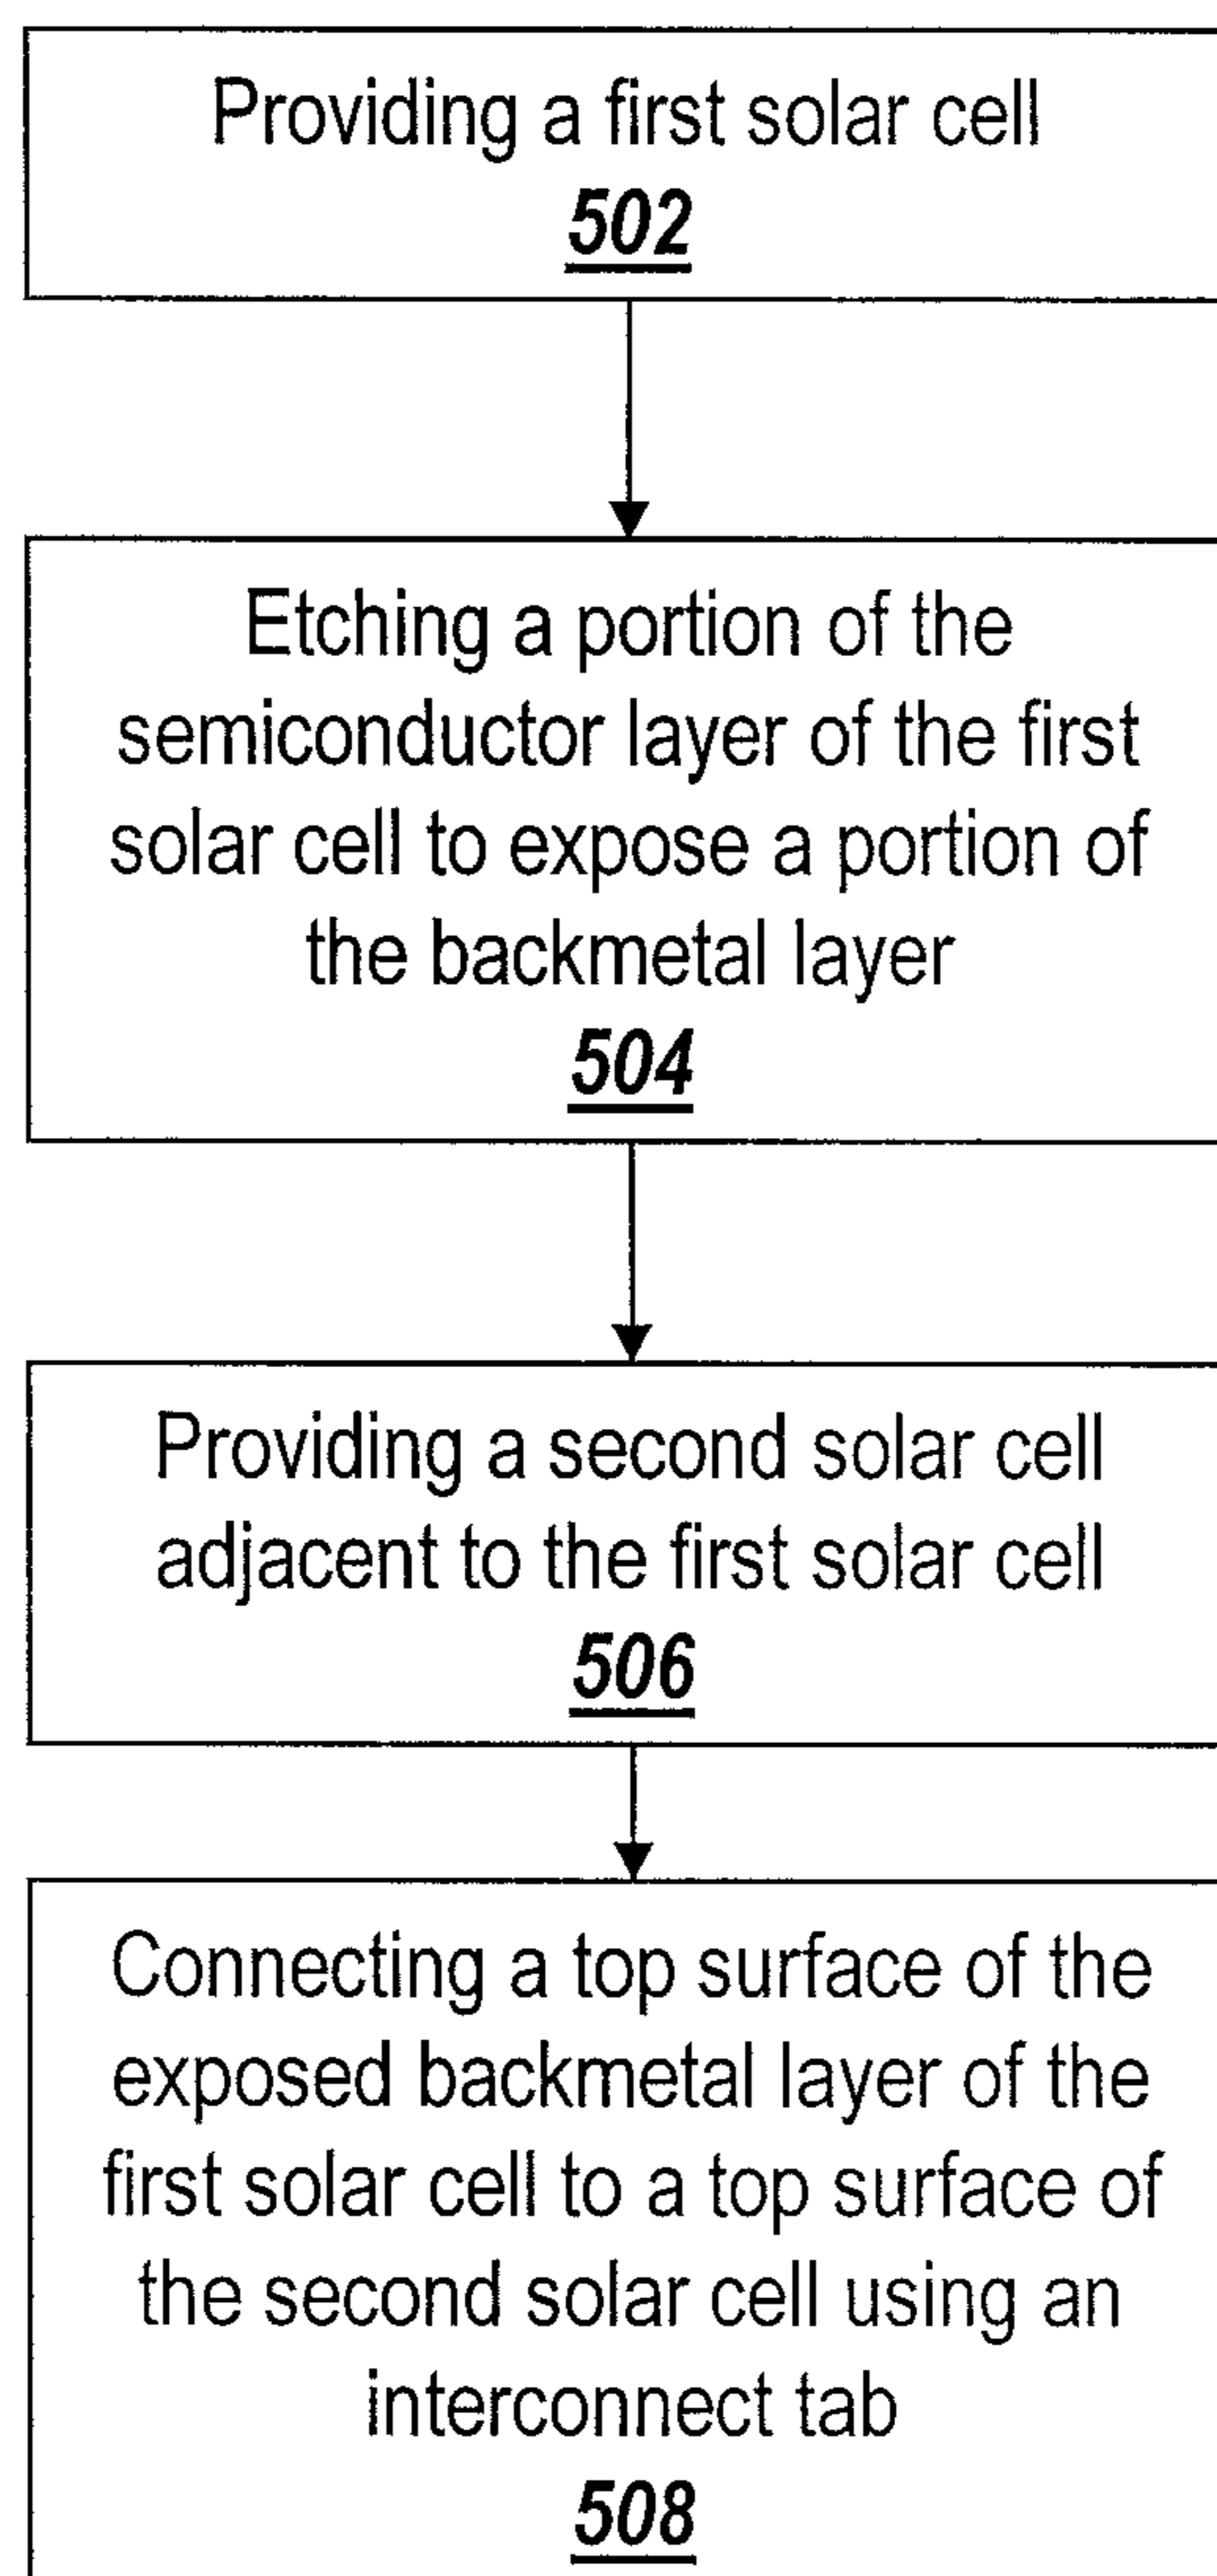 Providing a first solar cell
502
Etching a portion of the
semiconductor layer of the first
solar cell to expose a portion of
the backmetal layer
504
Providing a second solar cell
adjacent to the first solar cell
506
Connecting a top surface of the
exposed backmetal layer of the
first solar cell to a top surface of
the second solar cell using an
interconnect tab
508